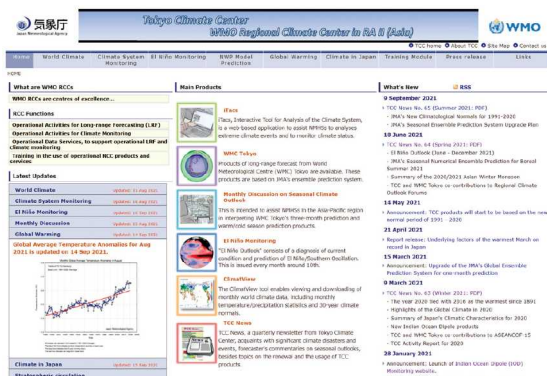 気象庁
Japan Meteorological Agency
Tokyo Climate Center
WMO Regional Climate Center in RA II (Asia)
WMO
TCC home About TCC Site Map Contact us
Home World Climate Climate System Monitoring El Niño Monitoring NWP Model Prediction Global Warming Climate in Japan Training Module Press release Links
HOME
What are WMO RCCs
WMO RCCs are centres of excellence...
RCC Functions
Operational Activities for Long-range Forecasting (LRF)
Operational Activities for Climate Monitoring
Operational Data Services, to support operational LRF and
climate monitoring
Training in the use of operational RCC products and
services
Latest Updates
World Climate
Climate System Monitoring
El Niño Monitoring
Monthly Discussion
Global Warming
Global Average Temperature Anomalies for Aug
2021 is updated on 14 Sep 2021.
Climate in Japan
Stratospheric circulation
Main Products
iTacs
iTacs, Interactive Tool for Analysis of the Climate System,
is a web-based application to assist NMHSs to analyses
extreme climate events and to monitor climate status.
WMC Tokyo
Products of long-range forecast from World
Meteorological Centre (WMC) Tokyo are available. These
products are based on JMA's ensemble prediction system.
Monthly Discussion on Seasonal Climate
Outlook
This is intended to assist NMHSs in the Asia-Pacific region
in interpreting WMC Tokyo's three-month prediction and
warm/cold season prediction products.
El Niño Monitoring
"El Niño Outlook" consists of a diagnosis of current
condition and prediction of El Niño/Southern Oscillation.
This is issued every month around 10th.
ClimatView
The ClimatView tool enables viewing and downloading of
monthly world climate data, including monthly
temperature/precipitation statistics and 30-year climate
normals.
TCC News
TCC News, a quarterly newsletter from Tokyo Climate
Center, acquaints with significant climate disasters and
events, forecaster's commentaries on seasonal outlooks,
besides topics on the renewal and the usage of TCC
products.
What's New
RSS
9 September 2021
TCC News No. 65 (Summer 2021: PDF)
- JMA's New Climatological Normals for 1991-2020
- JMA's Seasonal Ensemble Prediction System Upgrade Plan
10 June 2021
TCC News No. 64 (Spring 2021: PDF)
- El Niño Outlook (June - December 2021)
- JMA's Seasonal Numerical Ensemble Prediction for Boreal
Summer 2021
- Summary of the 2020/2021 Asian Winter Monsoon
- TCC and WMC Tokyo co-contributions to Regional Climate
Outlook Forums
14 May 2021
Announcement: TCC products will start to be based on the new
normal period of 1991 - 2020
21 April 2021
Report release: Underlying factors of the warmest March on
record in Japan
15 March 2021
Announcement: Upgrade of the JMA's Global Ensemble
Prediction System for one-month prediction
9 March 2021
TCC News No. 63 (Winter 2021: PDF)
- The year 2020 tied with 2016 as the warmest since 1891
- Highlights of the Global Climate in 2020
- Summary of Japan's Climatic Characteristics for 2020
- New Indian Ocean Dipole products
- TCC and WMC Tokyo co-contributions to ASEANCOF-15
- TCC Activity Report for 2020
28 January 2021
Announcement: Launch of Indian Ocean Dipole (IOD)
Monitoring website.